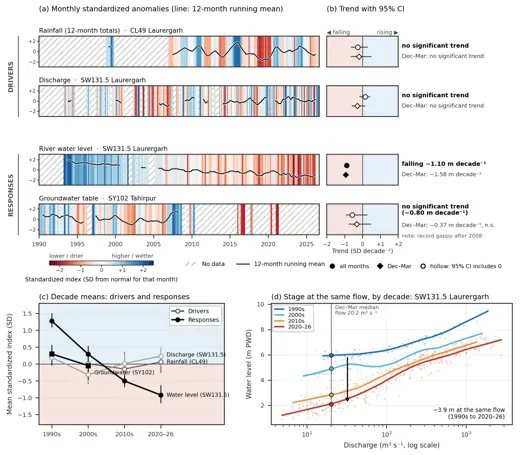 (a) Monthly standardized anomalies (line: 12-month running mean)
(b) Trend with 95% CI
◄ falling
rising ►
DRIVERS
Rainfall (12-month totals) · CL49 Laurergarh
+2
0
−2
no significant trend
Dec-Mar: no significant trend
Discharge · SW131.5 Laurergarh
+2
0
−2
no significant trend
Dec-Mar: no significant trend
RESPONSES
River water level · SW131.5 Laurergarh
+2
0
−2
falling −1.10 m decade⁻¹
Dec-Mar: −1.58 m decade⁻¹
Groundwater table · SY102 Tahirpur
+2
0
−2
no significant trend
(−0.80 m decade⁻¹)
Dec-Mar: −0.37 m decade⁻¹, n.s.
note: record gappy after 2008
1990 1995 2000 2005 2010 2015 2020 2025
−2 −1 0 +1 +2
Trend (SD decade⁻¹)
lower / drier
higher / wetter
−2 −1 0 +1 +2
Standardized index (SD from normal for that month)
No data
12-month running mean
all months
Dec-Mar
hollow: 95% CI includes 0
(c) Decade means: drivers and responses
Mean standardized index (SD)
1.5
1.0
0.5
0.0
−0.5
−1.0
−1.5
Drivers
Responses
Discharge (SW131.5)
Rainfall (CL49)
Groundwater (SY102)
Water level (SW131.5)
1990s 2000s 2010s 2020–26
(d) Stage at the same flow, by decade: SW131.5 Laurergarh
Water level (m PWD)
10
8
6
4
2
1990s
2000s
2010s
2020-26
Dec-Mar median
flow 20.2 m³ s⁻¹
−3.9 m at the same flow
(1990s to 2020-26)
10¹ 10² 10³
Discharge (m³ s⁻¹, log scale)